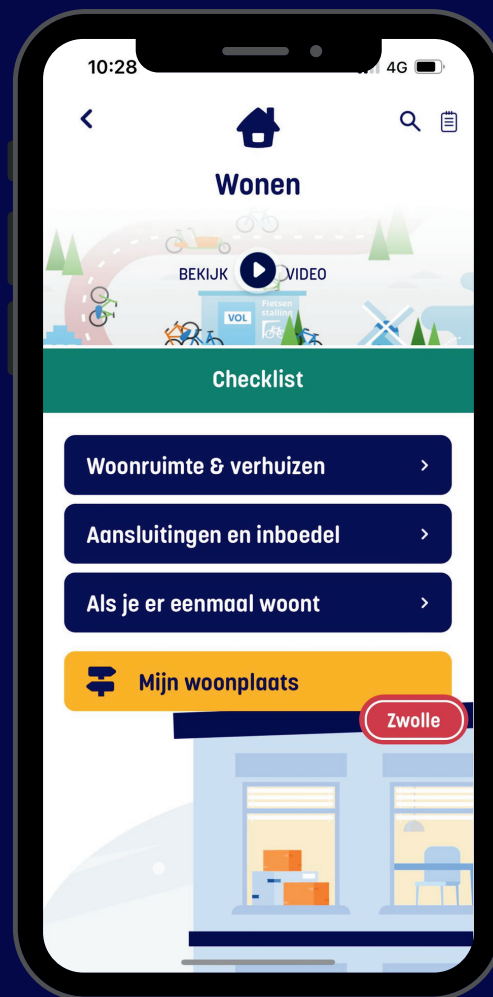 10:28
4G
Wonen
BEKIJK VIDEO
Fietsen
stalling
VOL
Checklist
Woonruimte & verhuizen
Aansluitingen en inboedel
Als je er eenmaal woont
Mijn woonplaats
Zwolle